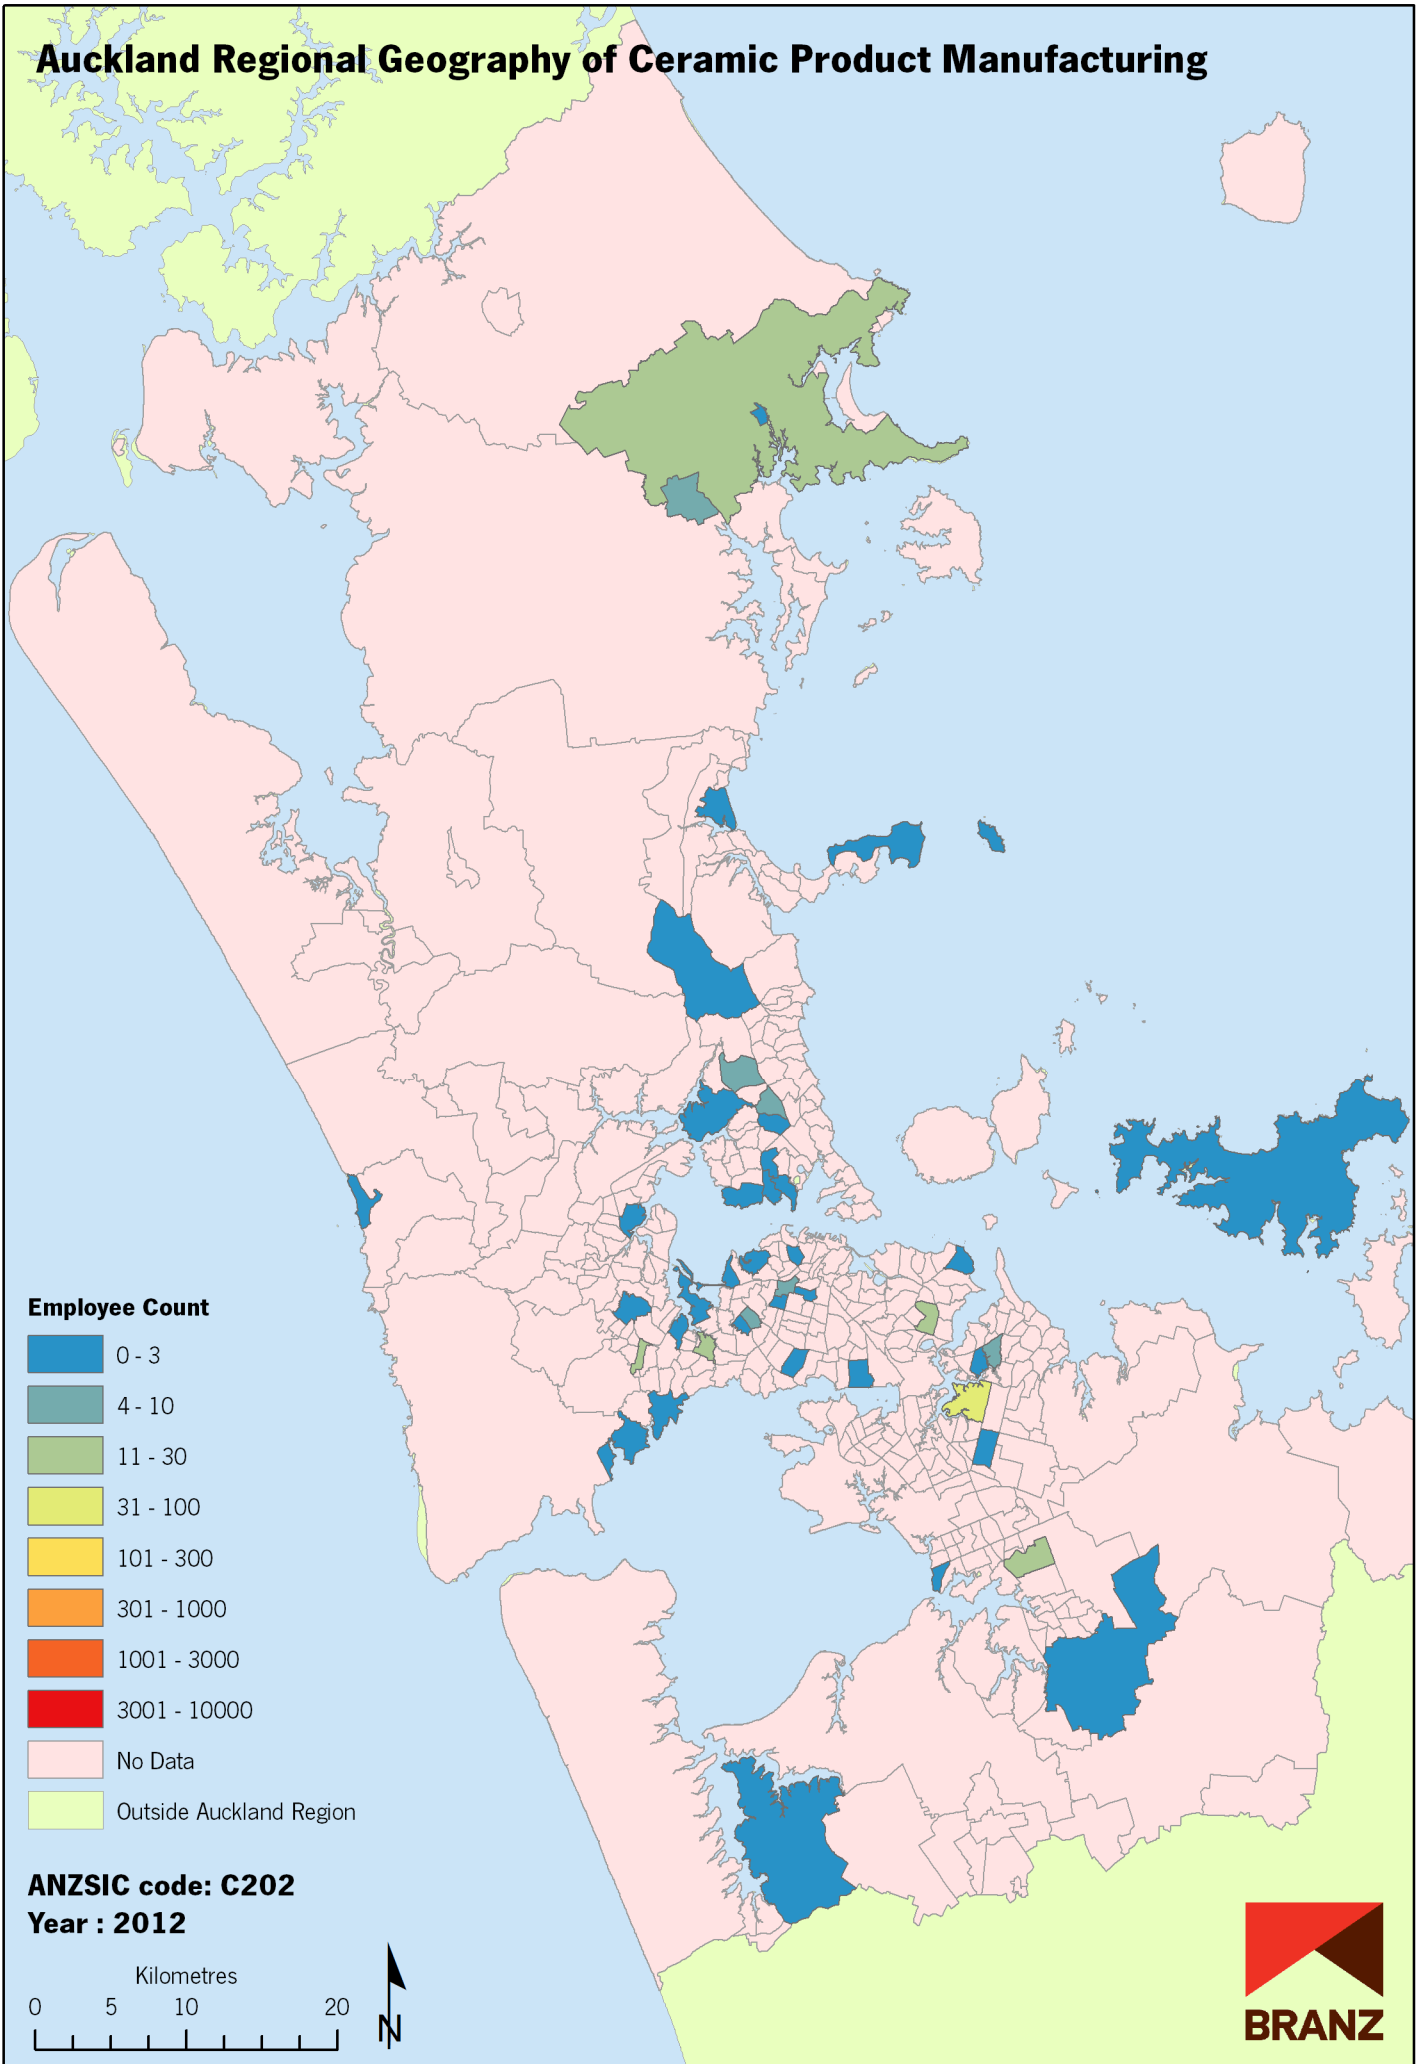 Auckland Regional Geography of Ceramic Product Manufacturing
Employee Count
0 - 3
4 - 10
11 - 30
31 - 100
101 - 300
301 - 1000
1001 - 3000
3001 - 10000
No Data
Outside Auckland Region
ANZSIC code: C202
Year : 2012
Kilometres
0 5 10 20
N
BRANZ